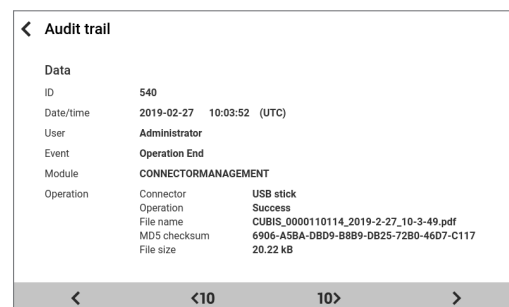 Audit trail
Data
ID 540
Date/time 2019-02-27 10:03:52 (UTC)
User Administrator
Event Operation End
Module CONNECTORMANAGEMENT
Operation Connector USB stick
Operation Success
File name CUBIS_0000110114_2019-2-27_10-3-49.pdf
MD5 checksum 6906-A5BA-DBD9-B8B9-DB25-72B0-46D7-C117
File size 20.22 kB
<10 10>